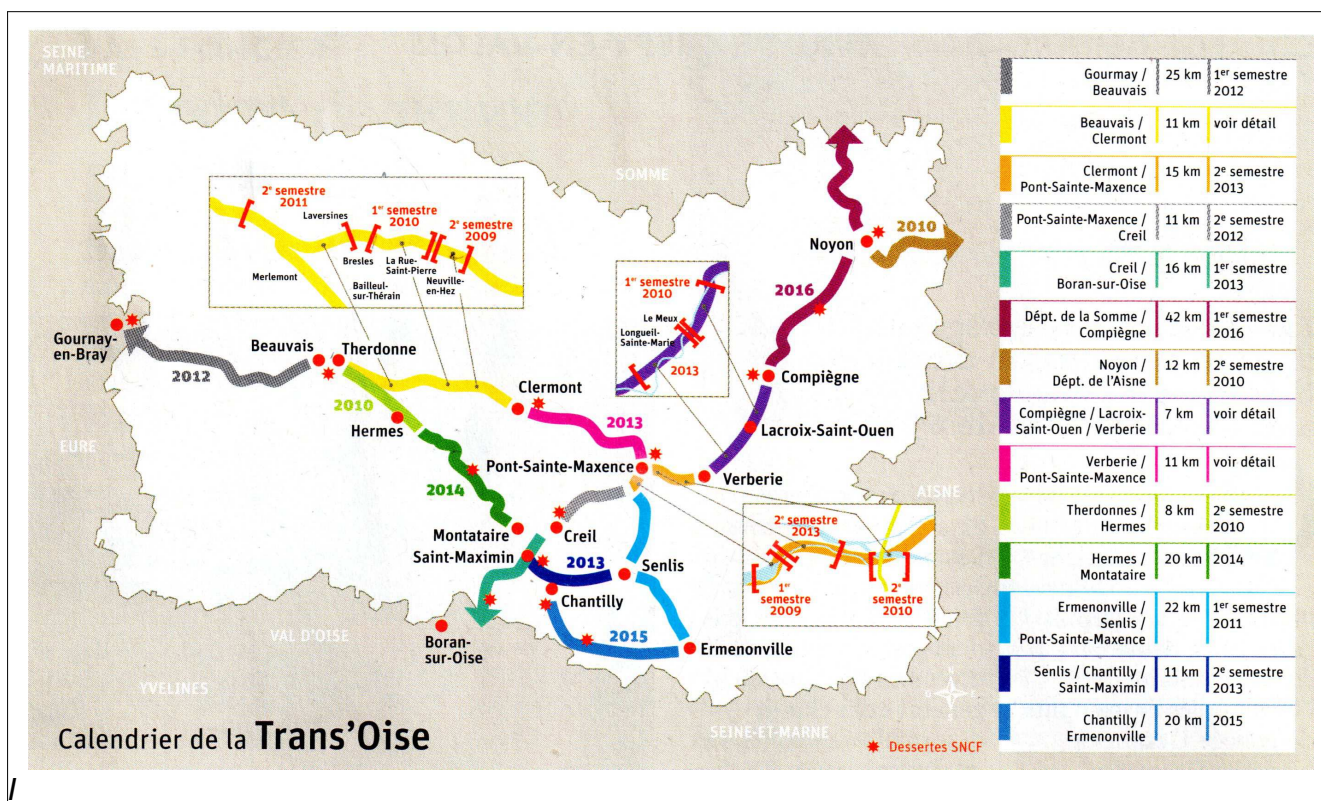 SEINE-
MARITIME
SOMME
2e semestre
2011
Laversines
1er semestre
2010
2e semestre
2009
Bresles
La Rue-
Saint-Pierre
Neuville-
en-Hez
Merlemont
Bailleul-
sur-Thérain
1er semestre
2010
Le Meux
Longueil-
Sainte-Marie
2013
Noyon
2010
2016
Gournay-
en-Bray
2012
Beauvais
Therdonne
Clermont
Compiègne
2010
Hermes
2013
Lacroix-Saint-Ouen
EURE
Pont-Sainte-Maxence
Verberie
2014
AISNE
Montataire
Creil
Saint-Maximin
2013
Senlis
Chantilly
2e semestre
2013
1er
semestre
2009
2e
semestre
2010
VAL D'OISE
Boran-
sur-Oise
2015
Ermenonville
YVELINES
SEINE-ET-MARNE
N
E
S
Calendrier de la Trans'Oise
Dessertes SNCF
Gourmay / 25 km 1er semestre
Beauvais 2012
Beauvais / 11 km voir détail
Clermont
Clermont / 15 km 2e semestre
Pont-Sainte-Maxence 2013
Pont-Sainte-Maxence / 11 km 2e semestre
Creil 2012
Creil / 16 km 1er semestre
Boran-sur-Oise 2013
Dépt. de la Somme / 42 km 1er semestre
Compiègne 2016
Noyon / 12 km 2e semestre
Dépt. de l'Aisne 2010
Compiègne / Lacroix- 7 km voir détail
Saint-Ouen / Verberie
Verberie / 11 km voir détail
Pont-Sainte-Maxence
Therdonnes / 8 km 2e semestre
Hermes 2010
Hermes / 20 km 2014
Montataire
Ermenonville / 22 km 1er semestre
Senlis / 2011
/ Pont-Sainte-Maxence
Senlis / Chantilly / 11 km 2e semestre
Saint-Maximin 2013
Chantilly / 20 km 2015
Ermenonville
/